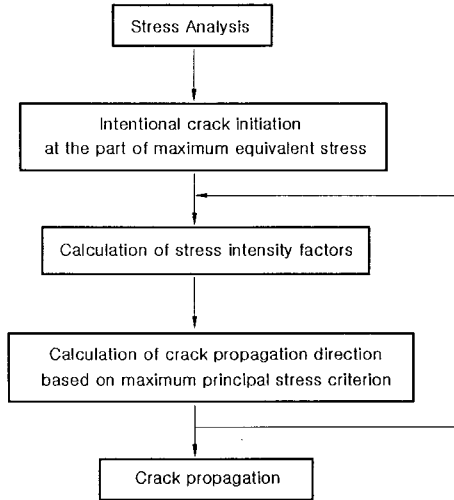 Stress Analysis
Intentional crack initiation
at the part of maximum equivalent stress
Calculation of stress intensity factors
Calculation of crack propagation direction
based on maximum principal stress criterion
Crack propagation